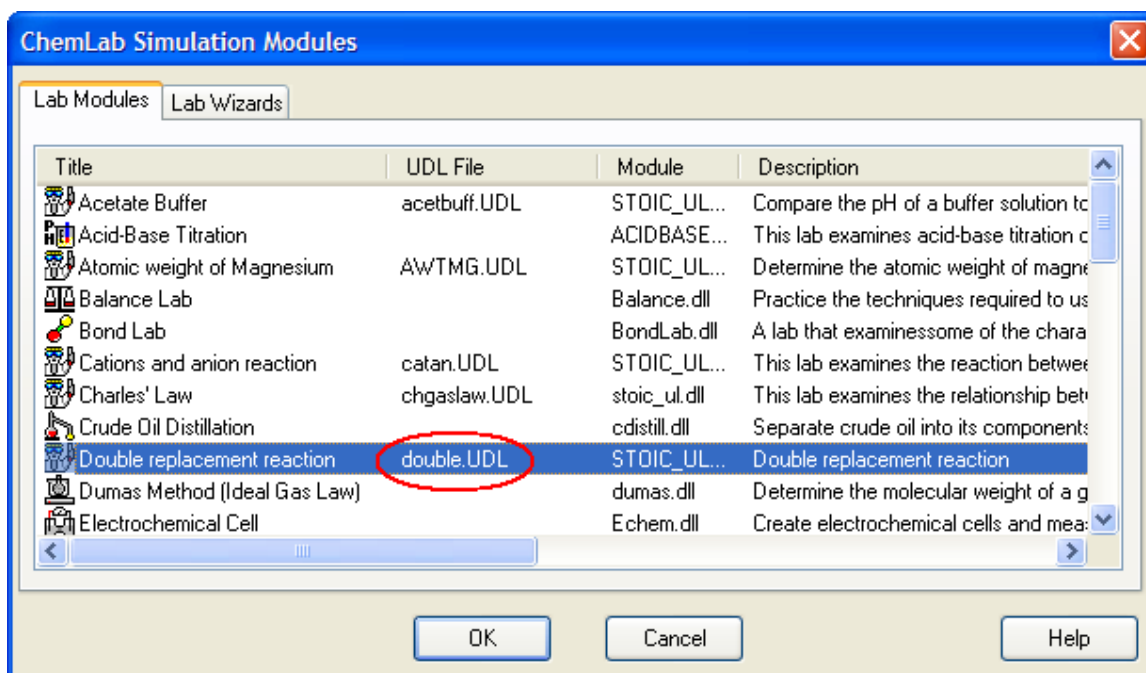 ChemLab Simulation Modules
Lab Modules Lab Wizards
Title UDL File Module Description
Acetate Buffer acetbuff.UDL STOIC_UL... Compare the pH of a buffer solution to
Acid-Base Titration ACIDBASE... This lab examines acid-base titration c
Atomic weight of Magnesium AWTMG.UDL STOIC_UL... Determine the atomic weight of magne
Balance Lab Balance.dll Practice the techniques required to us
Bond Lab BondLab.dll A lab that examinessome of the chara
Cations and anion reaction catan.UDL STOIC_UL... This lab examines the reaction betwee
Charles' Law chgaslaw.UDL stoic_ul.dll This lab examines the relationship bet
Crude Oil Distillation cdistill.dll Separate crude oil into its components
Double replacement reaction double.UDL STOIC_UL... Double replacement reaction
Dumas Method (Ideal Gas Law) dumas.dll Determine the molecular weight of a g
Electrochemical Cell Echem.dll Create electrochemical cells and mea
OK Cancel Help